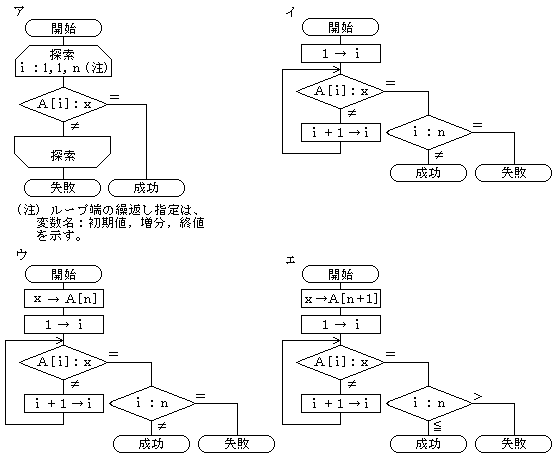 ア
開始
探索
i：1, 1, n（注）
A[i]：x
＝
≠
探索
失敗
成功
（注）ループ端の繰返し指定は、
変数名：初期値，増分，終値
を示す。
イ
開始
1 → i
A[i]：x
＝
≠
i＋1→i
i：n
＝
≠
成功
失敗
ウ
開始
x → A[n]
1 → i
A[i]：x
＝
≠
i＋1→i
i：n
＝
≠
成功
失敗
エ
開始
x→A[n+1]
1 → i
A[i]：x
＝
≠
i＋1→i
i：n
＞
≦
成功
失敗